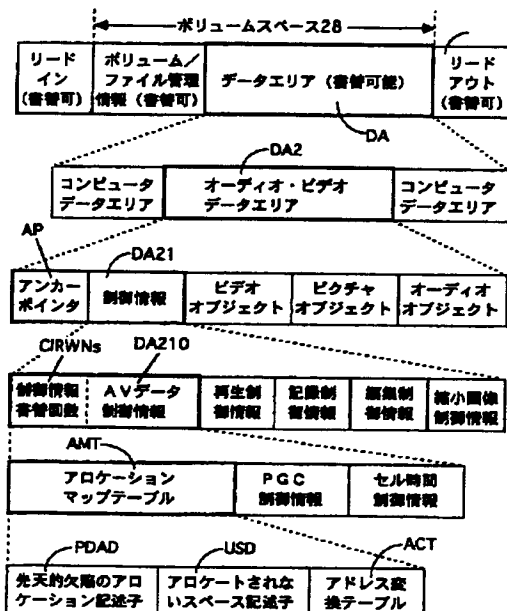 ボリュームスペース28
リード
イン
(書替可)
ボリューム／
ファイル管理
情報（書替可）
データエリア（書替可能）
リード
アウト
(書替可)
DA
DA2
コンピュータ
データエリア
オーディオ・ビデオ
データエリア
コンピュータ
データエリア
AP
DA21
アンカー
ポインタ
制御情報
ビデオ
オブジェクト
ピクチャ
オブジェクト
オーディオ
オブジェクト
CIRWNs
DA210
制御情報
書替回数
AVデータ
制御情報
再生制
御情報
記録制
御情報
編集制
御情報
縮小画像
制御情報
AMT
アロケーション
マップテーブル
PGC
制御情報
セル時間
制御情報
PDAD
USD
ACT
先天的欠陥のアロ
ケーション記述子
アロケートされな
いスペース記述子
アドレス変
換テーブル